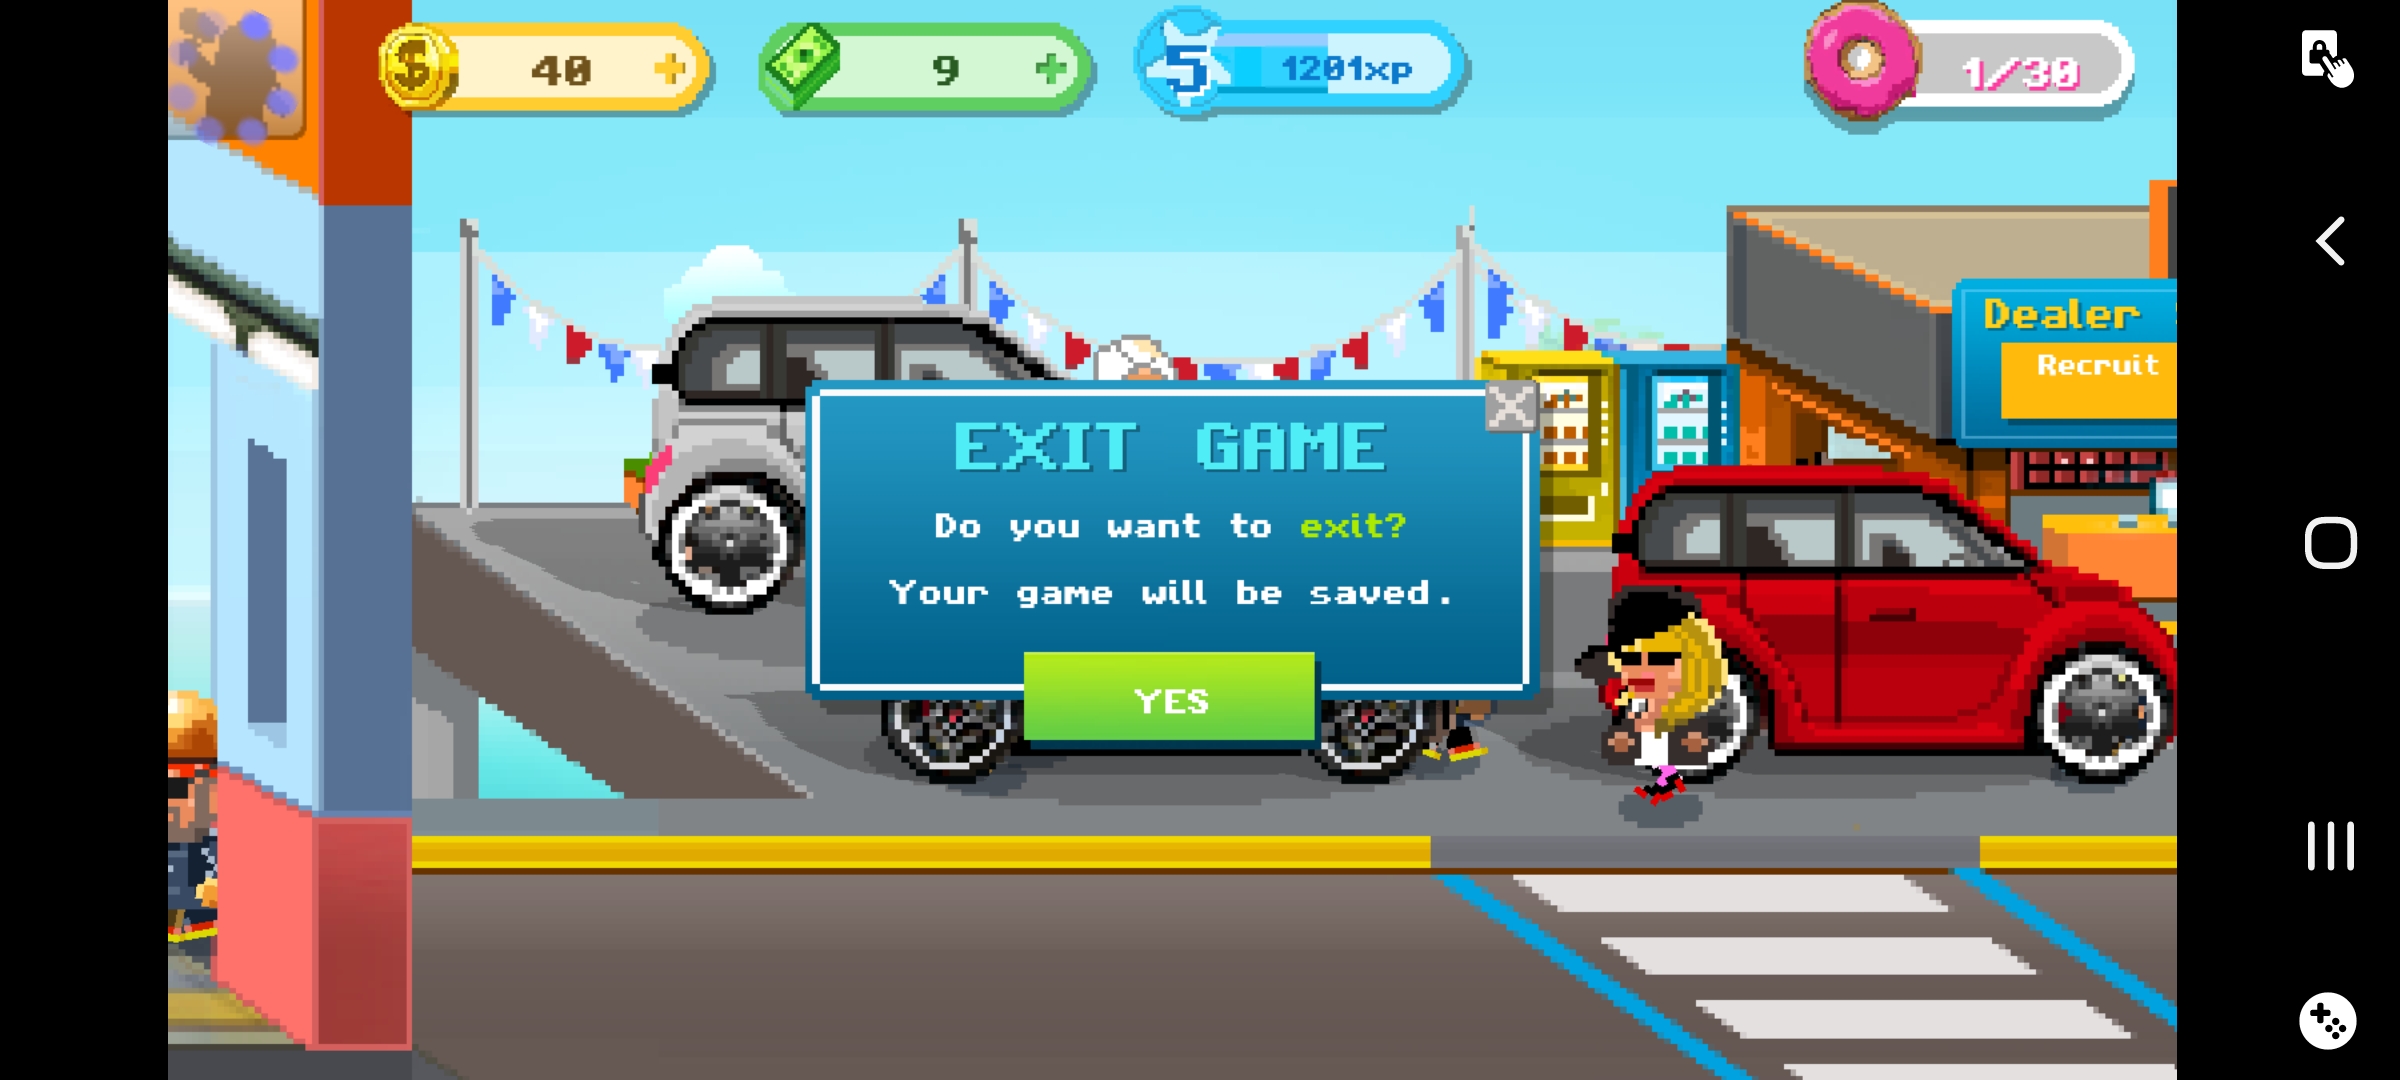 40 +
9 +
5 1201xp
1/30
Dealer
Recruit
EXIT GAME
Do you want to exit?
Your game will be saved.
YES